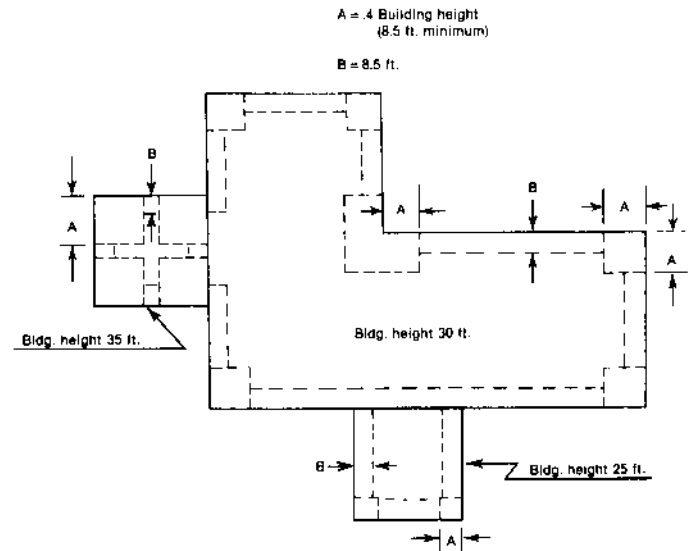 A = .4 Building height
(8.5 ft. minimum)
B = 8.5 ft.
B
A
A
B
A
A
Bldg. height 35 ft.
Bldg. height 30 ft.
B
Bldg. height 25 ft.
A